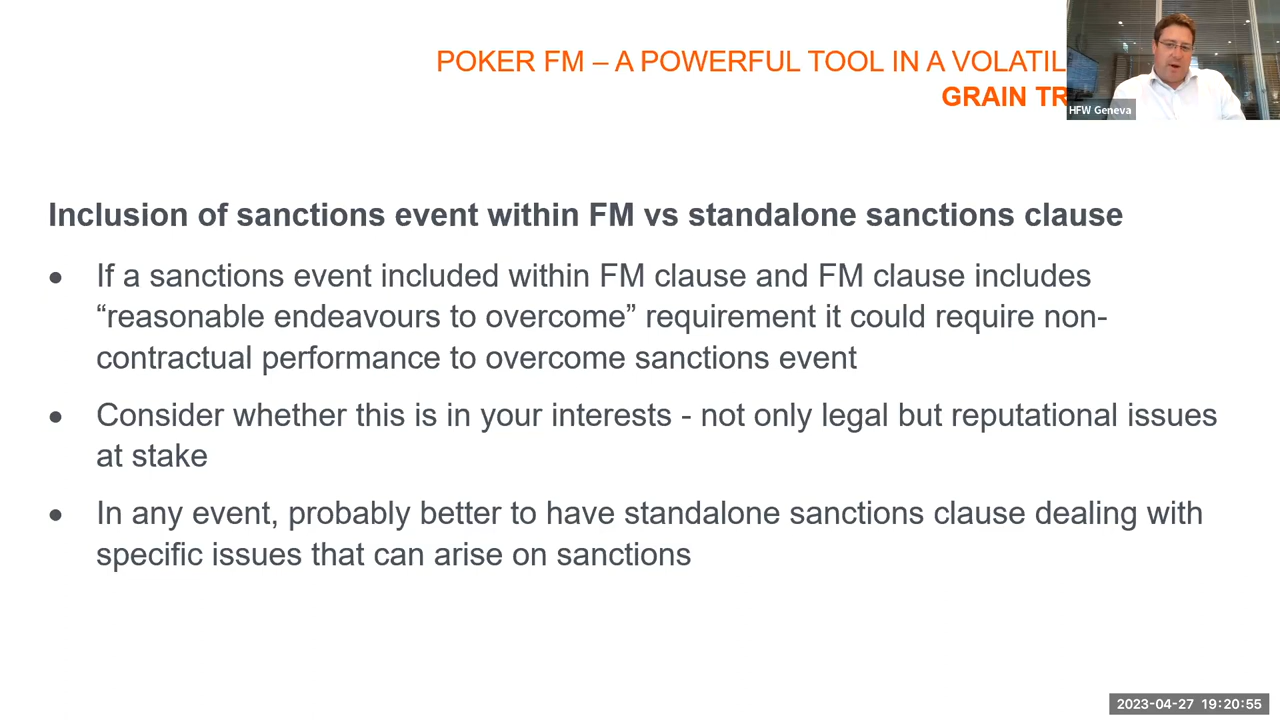 POKER FM – A POWERFUL TOOL IN A VOLATIL
GRAIN TR
HFW Geneva
Inclusion of sanctions event within FM vs standalone sanctions clause
• If a sanctions event included within FM clause and FM clause includes
“reasonable endeavours to overcome” requirement it could require non-
contractual performance to overcome sanctions event
• Consider whether this is in your interests - not only legal but reputational issues
at stake
• In any event, probably better to have standalone sanctions clause dealing with
specific issues that can arise on sanctions
2023-04-27 19:20:55